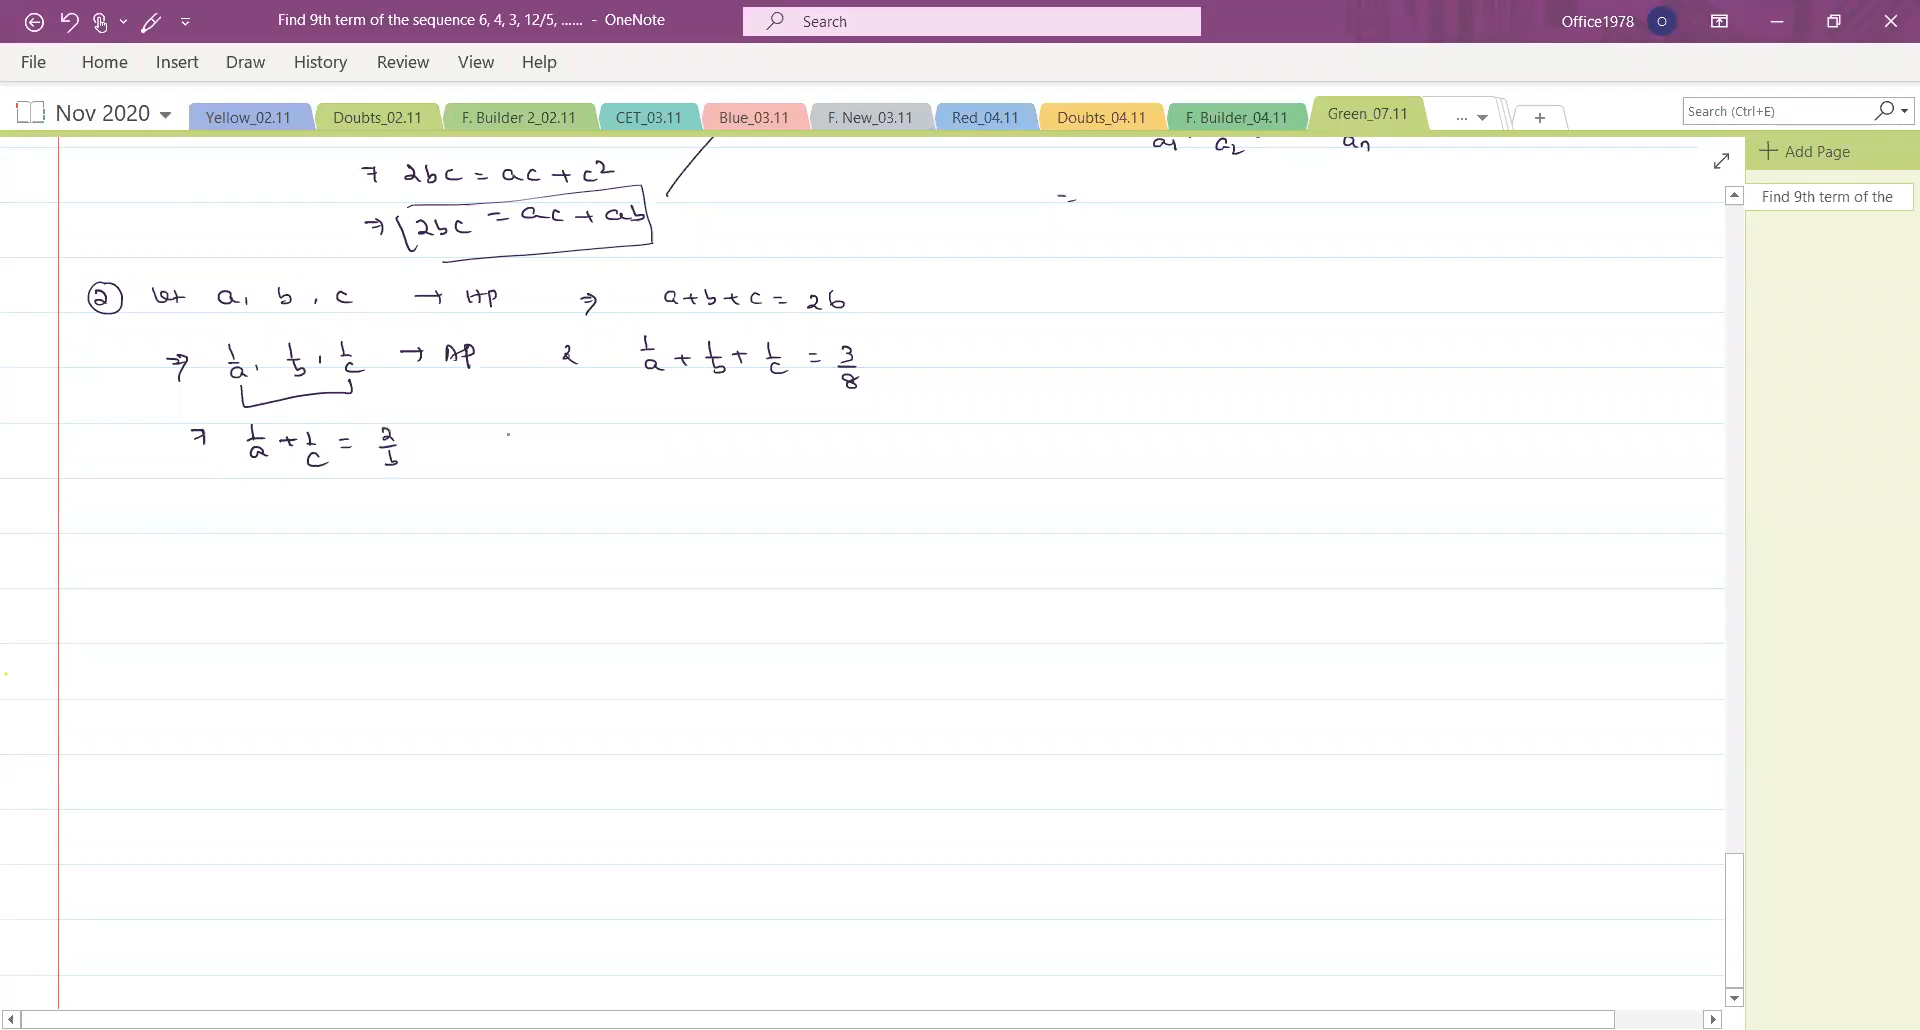 Find 9th term of the sequence 6, 4, 3, 12/5, ...... - OneNote
Search
Office1978
O
File Home Insert Draw History Review View Help
Nov 2020
Yellow_02.11 Doubts_02.11 F. Builder 2_02.11 CET_03.11 Blue_03.11 F. New_03.11 Red_04.11 Doubts_04.11 F. Builder_04.11 Green_07.11 ...
Search (Ctrl+E)
Add Page
Find 9th term of the
a1 a2 an
⇒ 2bc = ac + c²
=
⇒ 2bc = ac + ab
② let a, b, c → HP ⇒ a+b+c = 26
⇒ 1/a, 1/b, 1/c → AP & 1/a + 1/b + 1/c = 3/8
⇒ 1/a + 1/c = 2/b